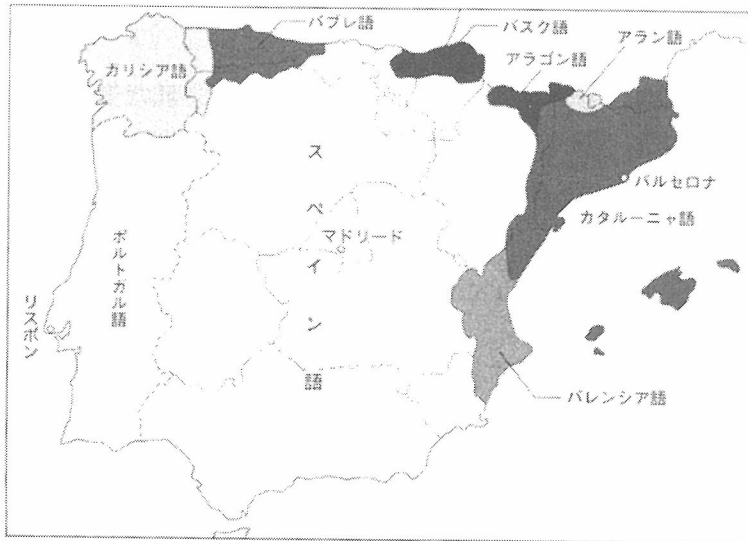 バブレ語
バスク語
アラン語
アラゴン語
ガリシア語
スペイン語
マドリード
バルセロナ
カタルーニャ語
ポルトガル語
リスボン
バレンシア語